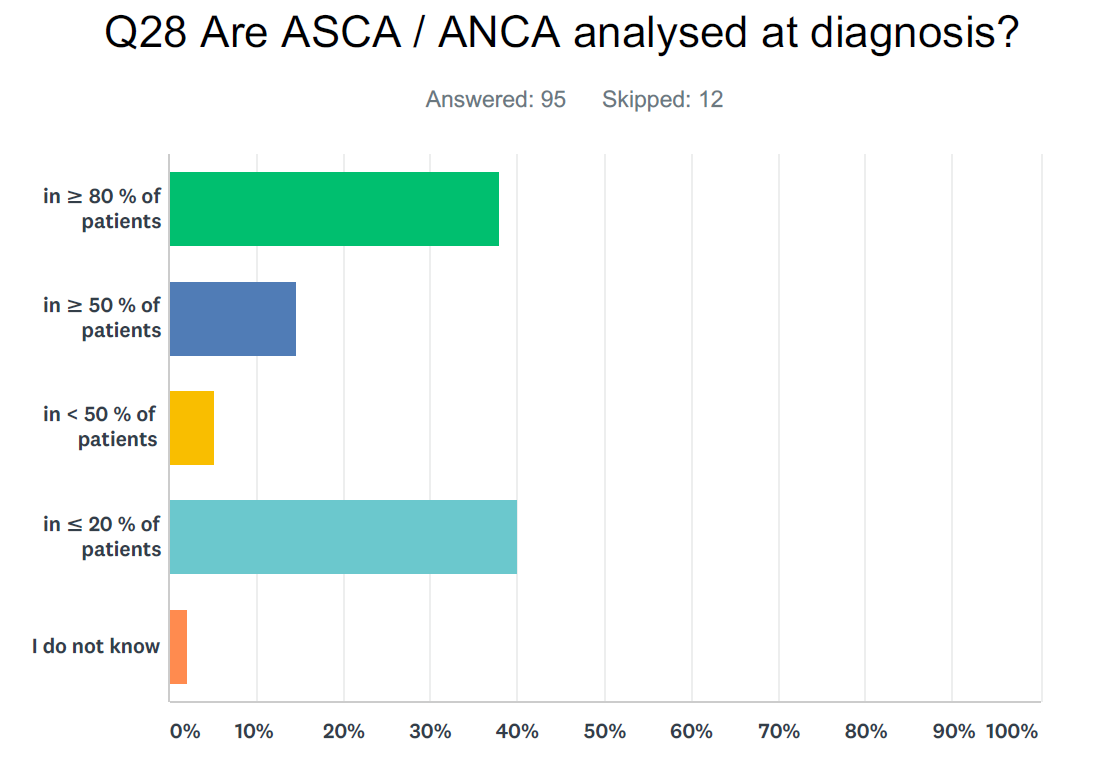 Q28 Are ASCA / ANCA analysed at diagnosis?
Answered: 95 Skipped: 12
in ≥ 80 % of
patients
in ≥ 50 % of
patients
in < 50 % of
patients
in ≤ 20 % of
patients
I do not know
0% 10% 20% 30% 40% 50% 60% 70% 80% 90% 100%